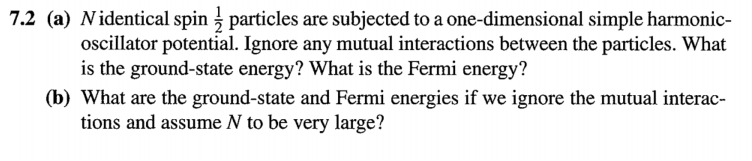 7.2 (a) N identical spin ½ particles are subjected to a one-dimensional simple harmonic-
oscillator potential. Ignore any mutual interactions between the particles. What
is the ground-state energy? What is the Fermi energy?
(b) What are the ground-state and Fermi energies if we ignore the mutual interac-
tions and assume N to be very large?